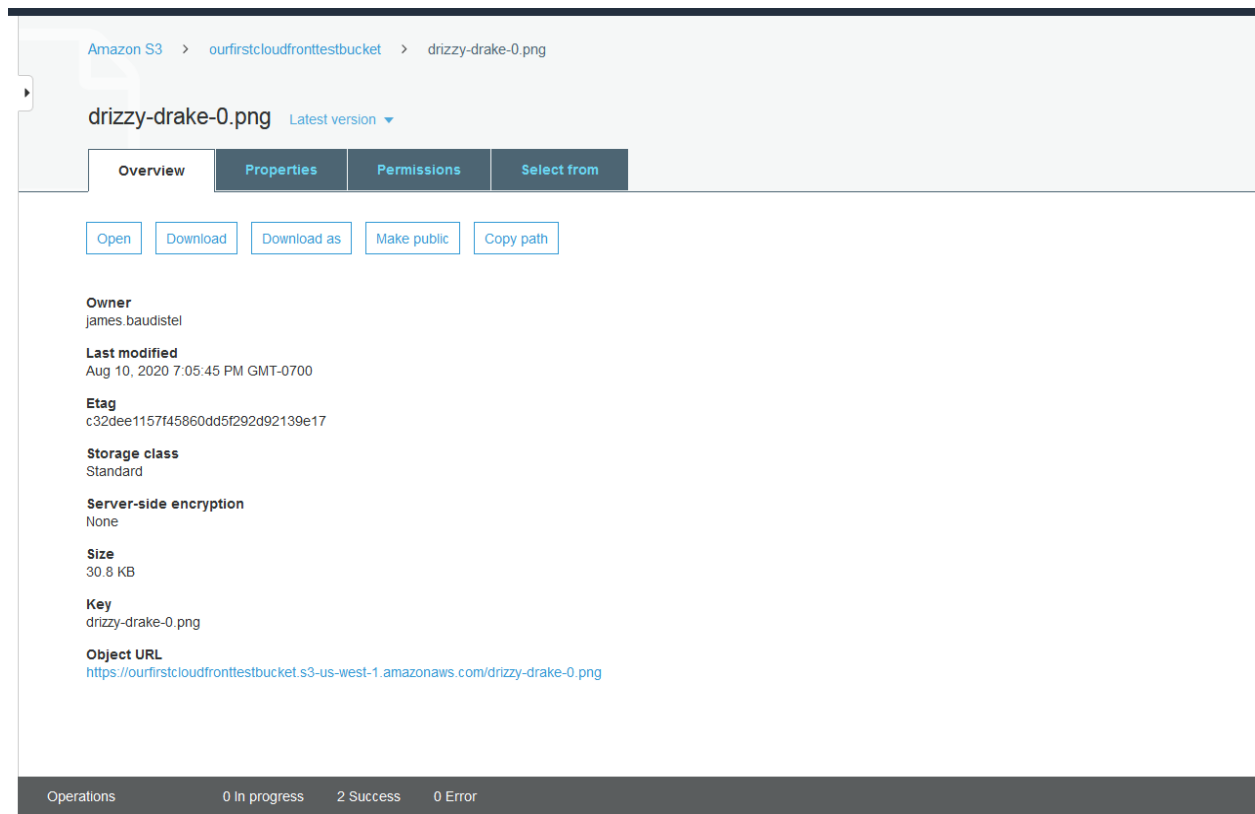 Amazon S3 > ourfirstcloudfronttestbucket > drizzy-drake-0.png
drizzy-drake-0.png Latest version
Overview Properties Permissions Select from
Open Download Download as Make public Copy path
Owner
james.baudistel
Last modified
Aug 10, 2020 7:05:45 PM GMT-0700
Etag
c32dee1157f45860dd5f292d92139e17
Storage class
Standard
Server-side encryption
None
Size
30.8 KB
Key
drizzy-drake-0.png
Object URL
https://ourfirstcloudfronttestbucket.s3-us-west-1.amazonaws.com/drizzy-drake-0.png
Operations 0 In progress 2 Success 0 Error